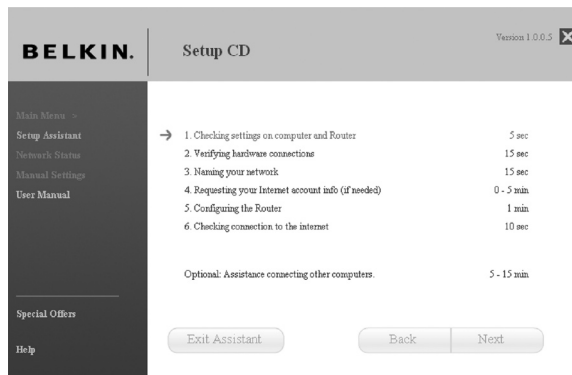 BELKIN.
Setup CD
Version 1.0.0.5
Main Menu >
Setup Assistant
Network Status
Manual Settings
User Manual
Special Offers
Help
1. Checking settings on computer and Router 5 sec
2. Verifying hardware connections 15 sec
3. Naming your network 15 sec
4. Requesting your Internet account info (if needed) 0 - 5 min
5. Configuring the Router 1 min
6. Checking connection to the internet 10 sec
Optional: Assistance connecting other computers. 5 - 15 min
Exit Assistant
Back
Next